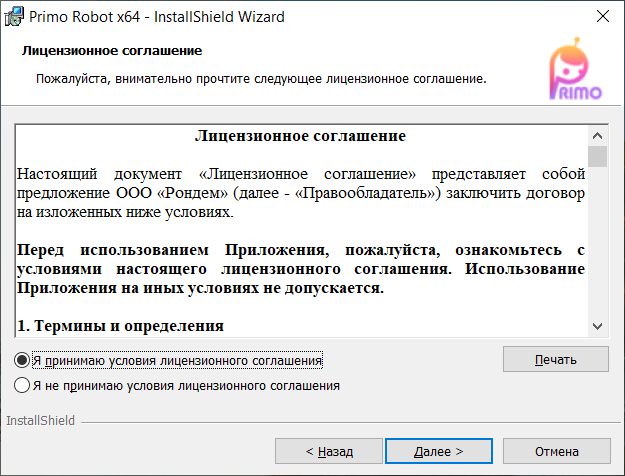 Primo Robot x64 - InstallShield Wizard
Лицензионное соглашение
Пожалуйста, внимательно прочтите следующее лицензионное соглашение.
PRIMO
Лицензионное соглашение
Настоящий документ «Лицензионное соглашение» представляет собой
предложение ООО «Рондем» (далее - «Правообладатель») заключить договор
на изложенных ниже условиях.
Перед использованием Приложения, пожалуйста, ознакомьтесь с
условиями настоящего лицензионного соглашения. Использование
Приложения на иных условиях не допускается.
1. Термины и определения
Я принимаю условия лицензионного соглашения
Печать
Я не принимаю условия лицензионного соглашения
InstallShield
< Назад
Далее >
Отмена